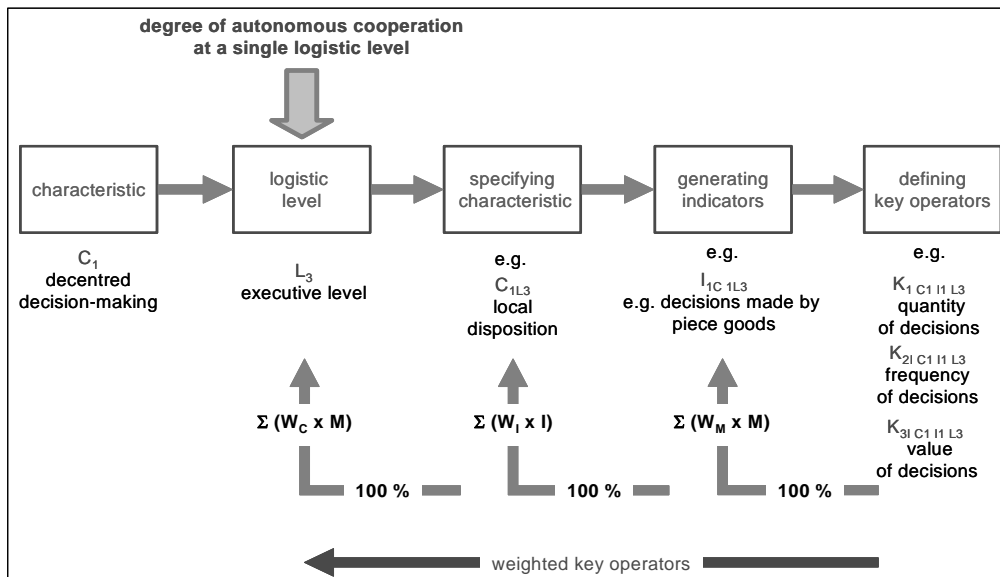 degree of autonomous cooperation
at a single logistic level
characteristic
logistic
level
specifying
characteristic
generating
indicators
defining
key operators
C1
decentred
decision-making
L3
executive level
e.g.
C1L3
local
disposition
e.g.
I1C 1L3
e.g. decisions made by
piece goods
e.g.
K1 C1 I1 L3
quantity
of decisions
K2I C1 I1 L3
frequency
of decisions
K3I C1 I1 L3
value
of decisions
Σ (WC x M)
Σ (WI x I)
Σ (WM x M)
100 %
100 %
100 %
weighted key operators